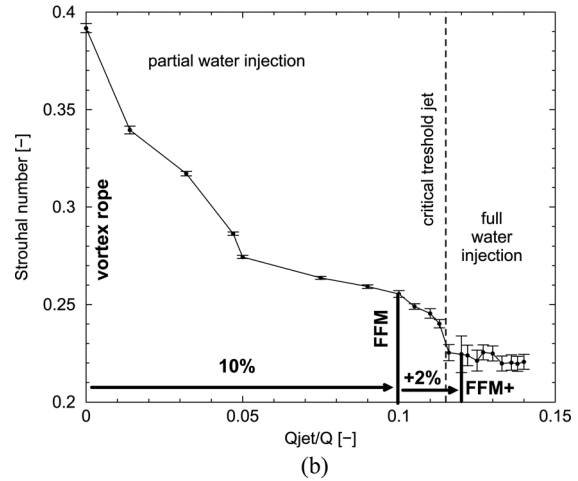 0.4
0.35
0.3
0.25
0.2
0
0.05
0.1
0.15
Strouhal number [−]
Qjet/Q [−]
partial water injection
vortex rope
critical treshold jet
full
water
injection
FFM
10%
+2%
FFM+
(b)